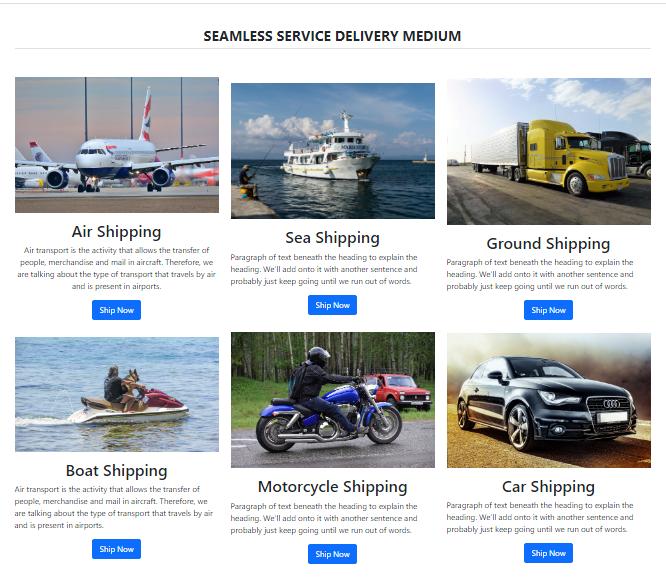 SEAMLESS SERVICE DELIVERY MEDIUM
Air Shipping
Air transport is the activity that allows the transfer of
people, merchandise and mail in aircraft. Therefore, we
are talking about the type of transport that travels by air
and is present in airports.
Ship Now
Sea Shipping
Paragraph of text beneath the heading to explain the
heading. We'll add onto it with another sentence and
probably just keep going until we run out of words.
Ship Now
Ground Shipping
Paragraph of text beneath the heading to explain the
heading. We'll add onto it with another sentence and
probably just keep going until we run out of words.
Ship Now
Boat Shipping
Air transport is the activity that allows the transfer of
people, merchandise and mail in aircraft. Therefore, we
are talking about the type of transport that travels by air
and is present in airports.
Ship Now
Motorcycle Shipping
Paragraph of text beneath the heading to explain the
heading. We'll add onto it with another sentence and
probably just keep going until we run out of words.
Ship Now
Car Shipping
Paragraph of text beneath the heading to explain the
heading. We'll add onto it with another sentence and
probably just keep going until we run out of words.
Ship Now